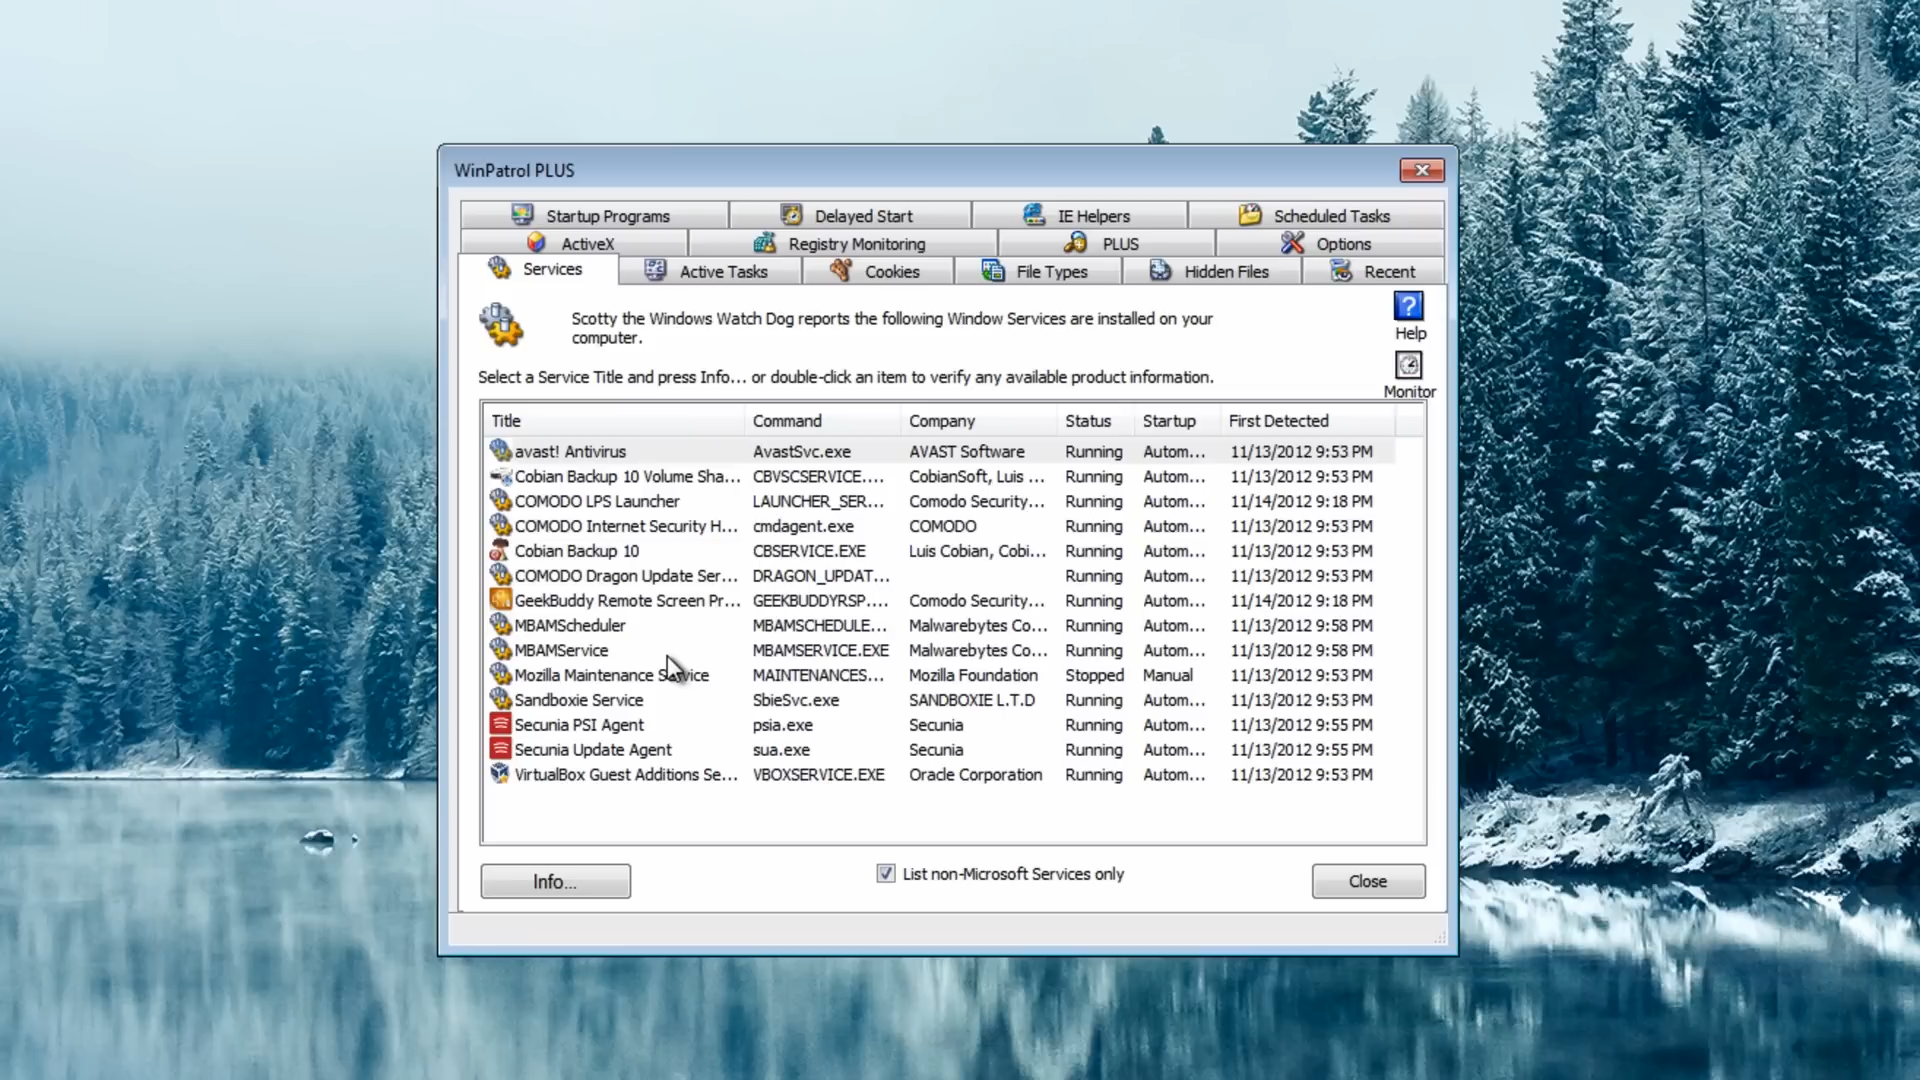 WinPatrol PLUS
Startup Programs Delayed Start IE Helpers Scheduled Tasks
ActiveX Registry Monitoring PLUS Options
Services Active Tasks Cookies File Types Hidden Files Recent
Scotty the Windows Watch Dog reports the following Window Services are installed on your
computer.
Help
Select a Service Title and press Info... or double-click an item to verify any available product information.
Monitor
Title Command Company Status Startup First Detected
avast! Antivirus AvastSvc.exe AVAST Software Running Autom... 11/13/2012 9:53 PM
Cobian Backup 10 Volume Sha... CBVSCSERVICE.... CobianSoft, Luis ... Running Autom... 11/13/2012 9:53 PM
COMODO LPS Launcher LAUNCHER_SER... Comodo Security... Running Autom... 11/14/2012 9:18 PM
COMODO Internet Security H... cmdagent.exe COMODO Running Autom... 11/13/2012 9:53 PM
Cobian Backup 10 CBSERVICE.EXE Luis Cobian, Cobi... Running Autom... 11/13/2012 9:53 PM
COMODO Dragon Update Ser... DRAGON_UPDAT... Running Autom... 11/13/2012 9:53 PM
GeekBuddy Remote Screen Pr... GEEKBUDDYRSP.... Comodo Security... Running Autom... 11/14/2012 9:18 PM
MBAMScheduler MBAMSCHEDULE... Malwarebytes Co... Running Autom... 11/13/2012 9:58 PM
MBAMService MBAMSERVICE.EXE Malwarebytes Co... Running Autom... 11/13/2012 9:58 PM
Mozilla Maintenance Service MAINTENANCES... Mozilla Foundation Stopped Manual 11/13/2012 9:53 PM
Sandboxie Service SbieSvc.exe SANDBOXIE L.T.D Running Autom... 11/13/2012 9:53 PM
Secunia PSI Agent psia.exe Secunia Running Autom... 11/13/2012 9:55 PM
Secunia Update Agent sua.exe Secunia Running Autom... 11/13/2012 9:55 PM
VirtualBox Guest Additions Se... VBOXSERVICE.EXE Oracle Corporation Running Autom... 11/13/2012 9:53 PM
Info... List non-Microsoft Services only Close